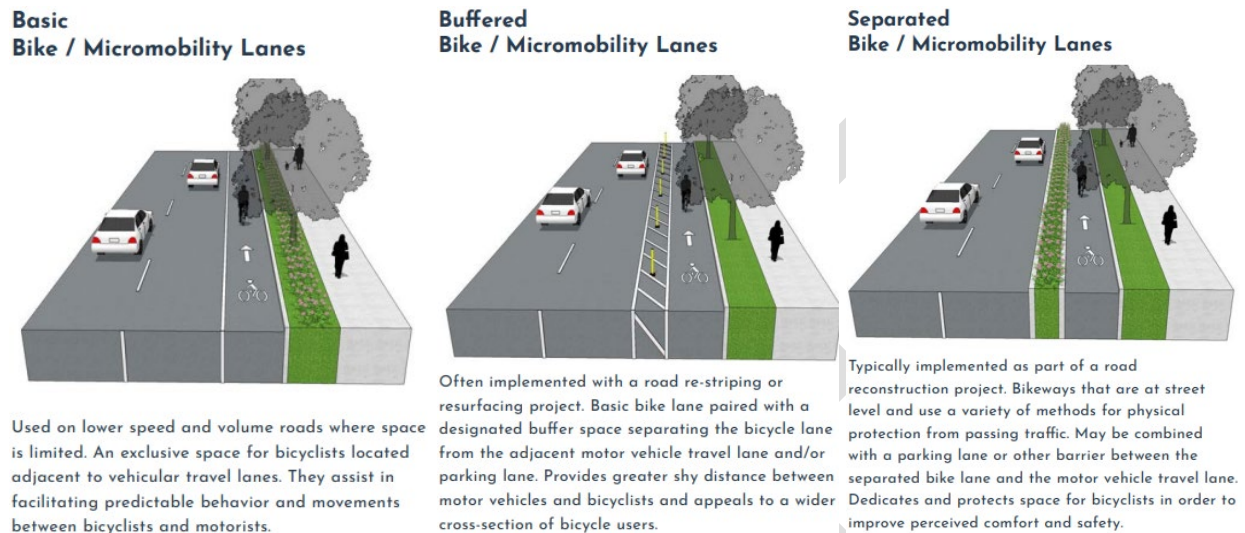 Basic
Bike / Micromobility Lanes
Used on lower speed and volume roads where space
is limited. An exclusive space for bicyclists located
adjacent to vehicular travel lanes. They assist in
facilitating predictable behavior and movements
between bicyclists and motorists.
Buffered
Bike / Micromobility Lanes
Often implemented with a road re-striping or
resurfacing project. Basic bike lane paired with a
designated buffer space separating the bicycle lane
from the adjacent motor vehicle travel lane and/or
parking lane. Provides greater shy distance between
motor vehicles and bicyclists and appeals to a wider
cross-section of bicycle users.
Separated
Bike / Micromobility Lanes
Typically implemented as part of a road
reconstruction project. Bikeways that are at street
level and use a variety of methods for physical
protection from passing traffic. May be combined
with a parking lane or other barrier between the
separated bike lane and the motor vehicle travel lane.
Dedicates and protects space for bicyclists in order to
improve perceived comfort and safety.